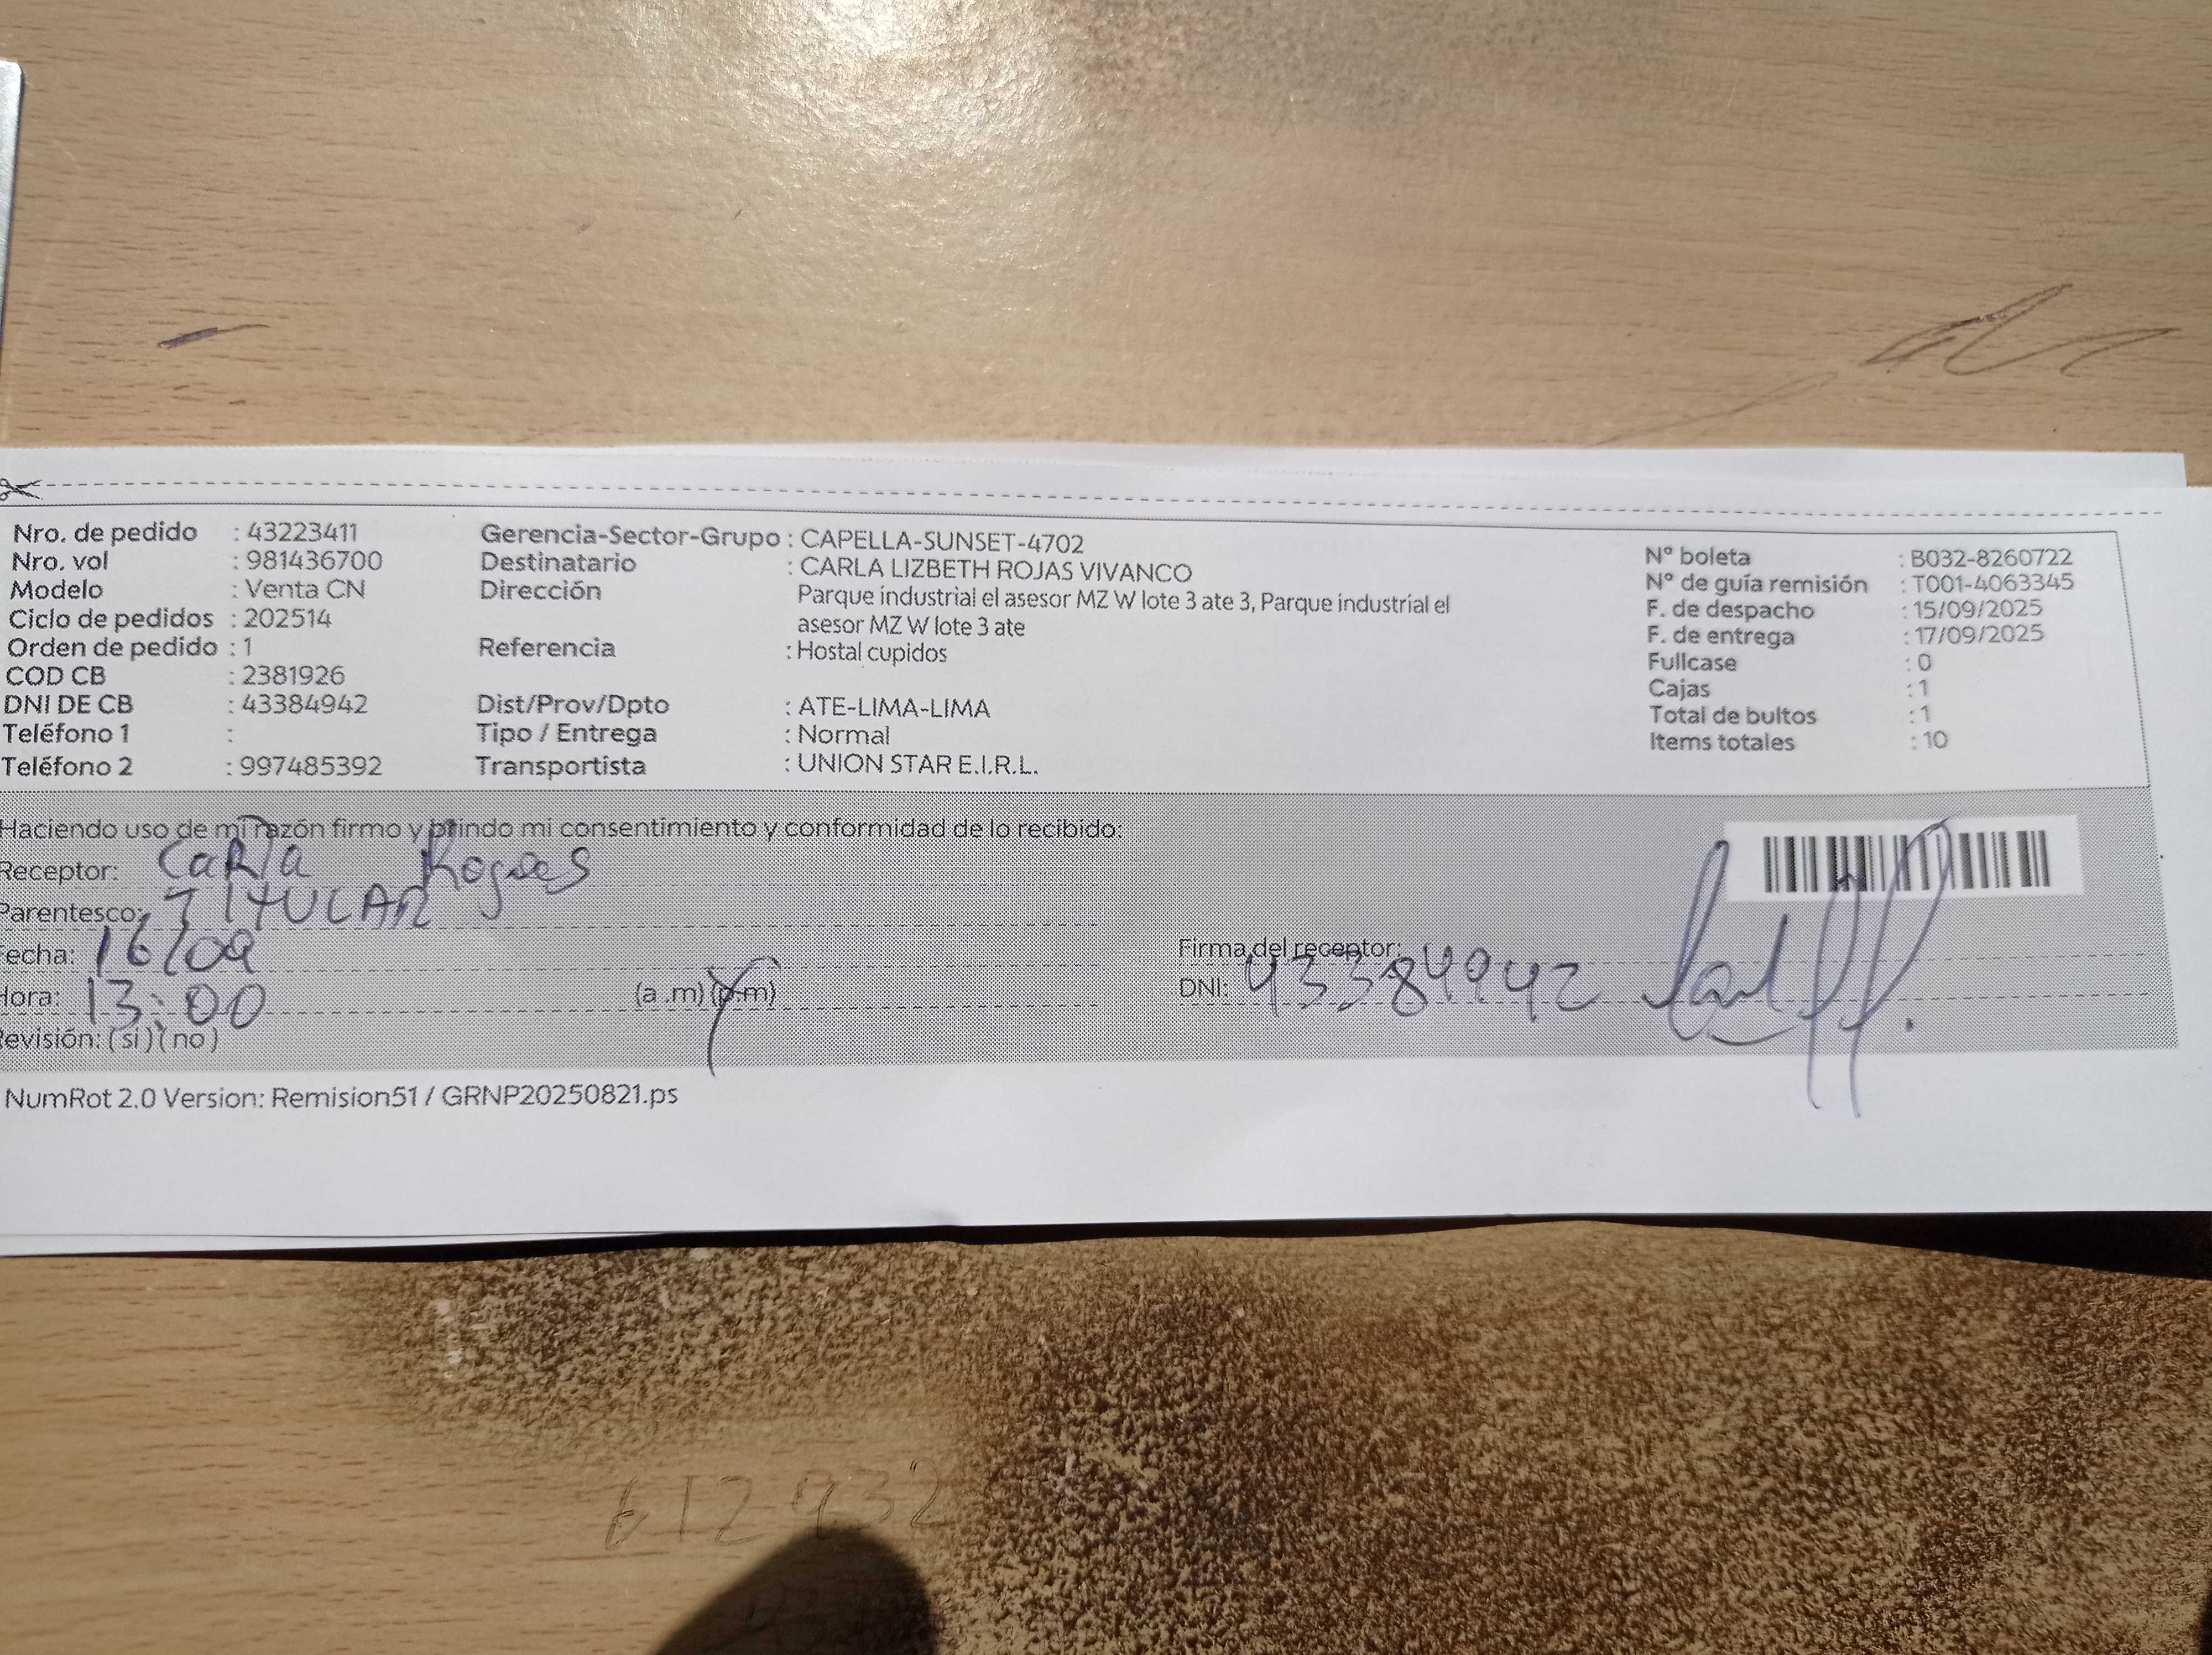 Nro. de pedido : 43223411
Nro. vol : 981436700
Modelo : Venta CN
Ciclo de pedidos : 202514
Orden de pedido : 1
COD CB : 2381926
DNI DE CB : 43384942
Teléfono 1 :
Teléfono 2 : 997485392
Gerencia-Sector-Grupo : CAPELLA-SUNSET-4702
Destinatario : CARLA LIZBETH ROJAS VIVANCO
Dirección Parque industrial el asesor MZ W lote 3 ate 3, Parque industrial el
asesor MZ W lote 3 ate
Referencia : Hostal cupidos
Dist/Prov/Dpto : ATE-LIMA-LIMA
Tipo / Entrega : Normal
Transportista : UNION STAR E.I.R.L.
N° boleta : B032-8260722
N° de guía remisión : T001-4063345
F. de despacho : 15/09/2025
F. de entrega : 17/09/2025
Fullcase : 0
Cajas : 1
Total de bultos : 1
Items totales : 10
Haciendo uso de mi razón firmo y brindo mi consentimiento y conformidad de lo recibido:
Receptor: Carla Rojas
Parentesco: TITULAR
Fecha: 16/09
Hora: 13:00 (a .m) (p.m)
Revisión: ( si ) ( no )
Firma del receptor:
DNI: 43384942
NumRot 2.0 Version: Remision51 / GRNP20250821.ps